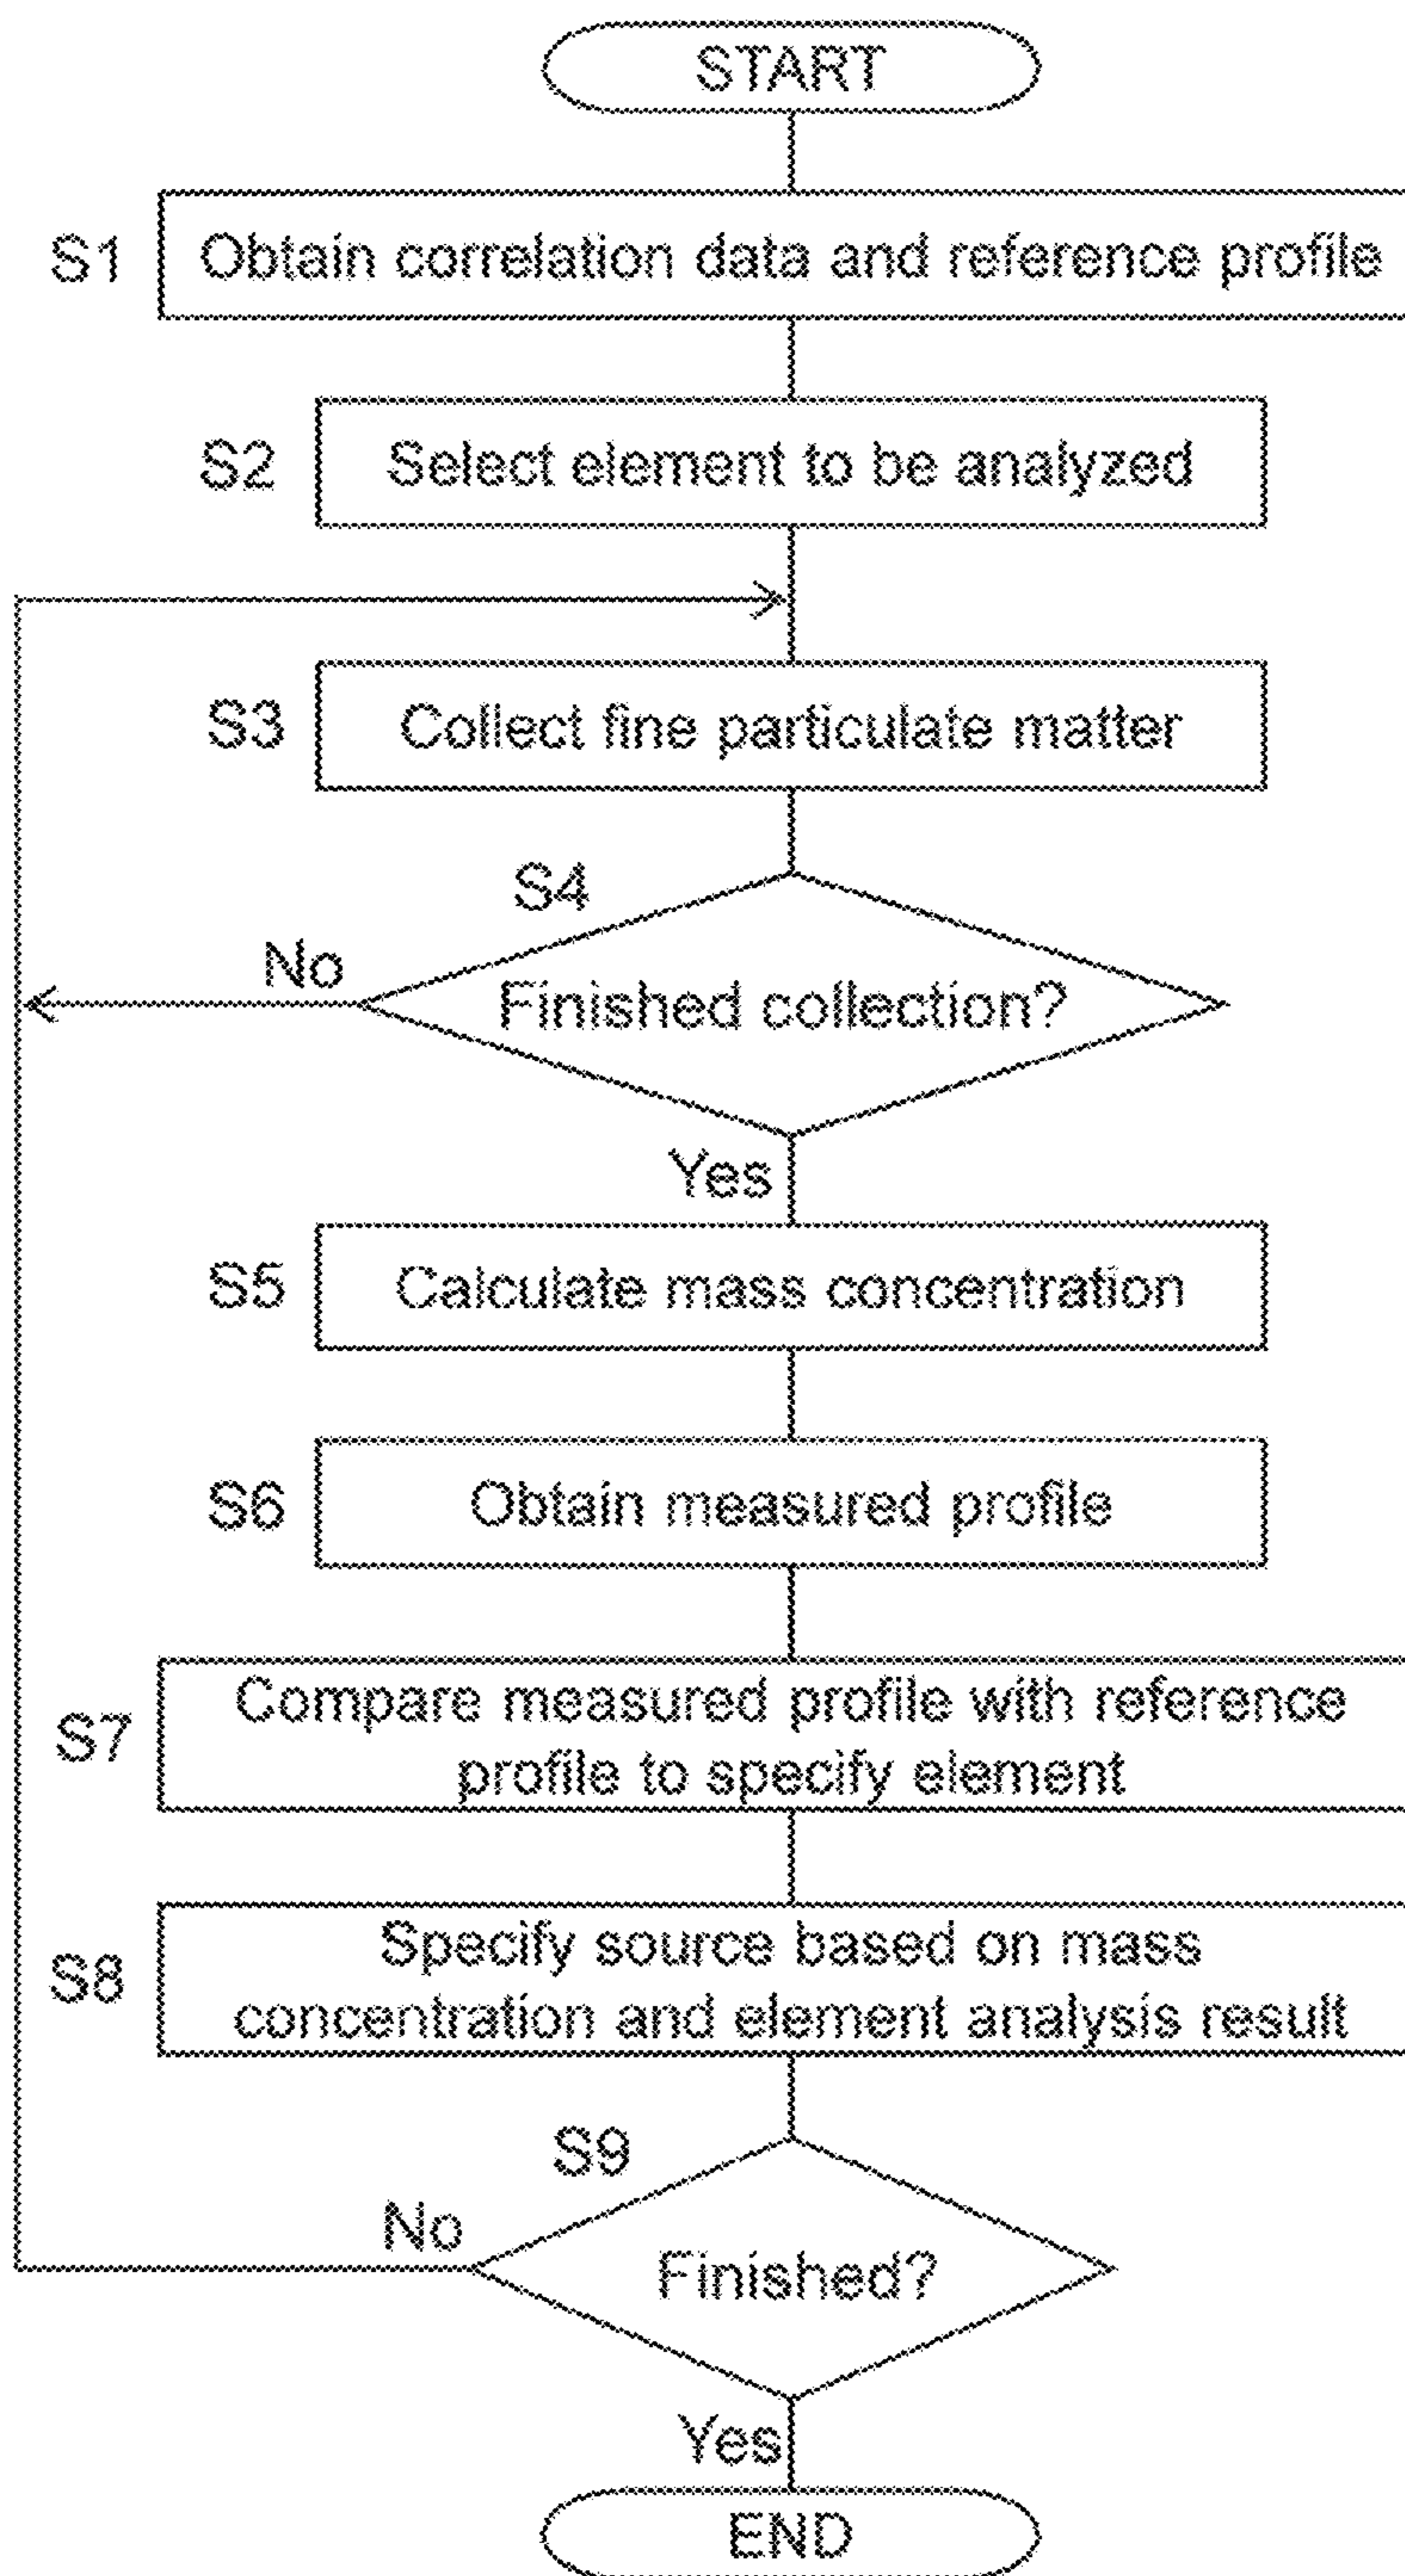 START
S1
Obtain correlation data and reference profile
S2
Select element to be analyzed
S3
Collect fine particulate matter
S4
No
Finished collection?
Yes
S5
Calculate mass concentration
S6
Obtain measured profile
S7
Compare measured profile with reference
profile to specify element
S8
Specify source based on mass
concentration and element analysis result
S9
No
Finished?
Yes
END